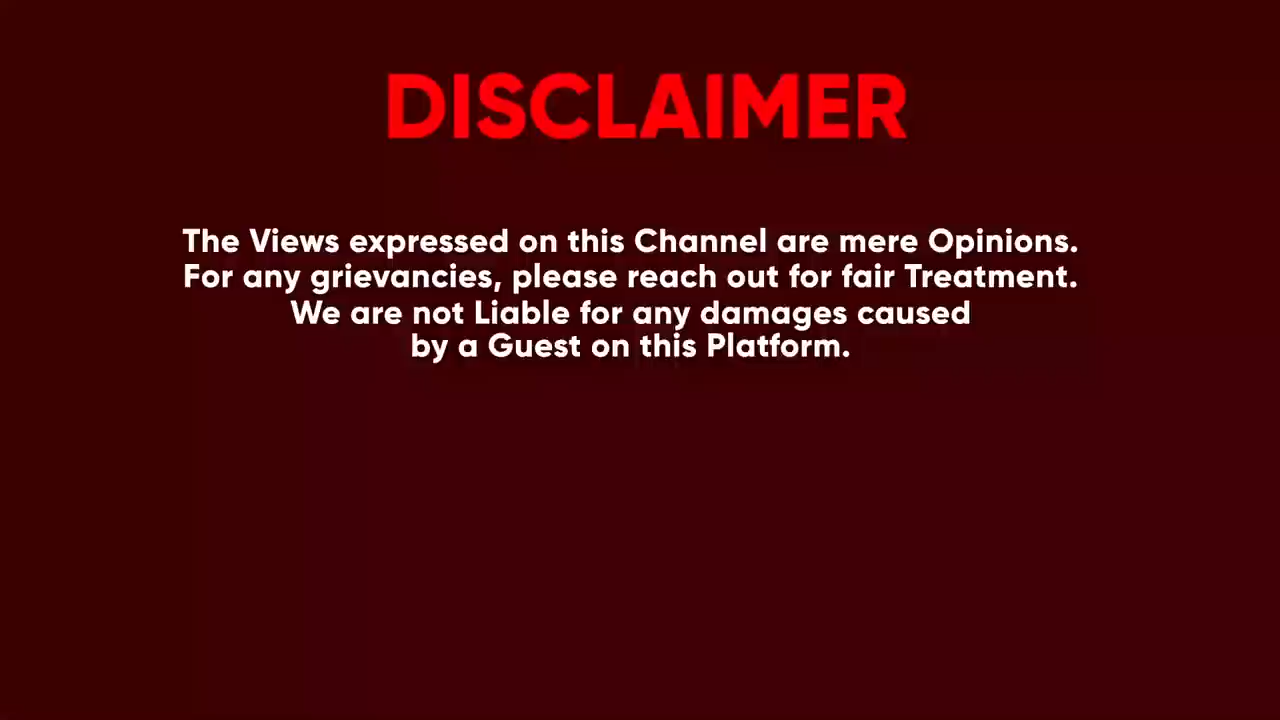 DISCLAIMER
The Views expressed on this Channel are mere Opinions.
For any grievancies, please reach out for fair Treatment.
We are not Liable for any damages caused
by a Guest on this Platform.